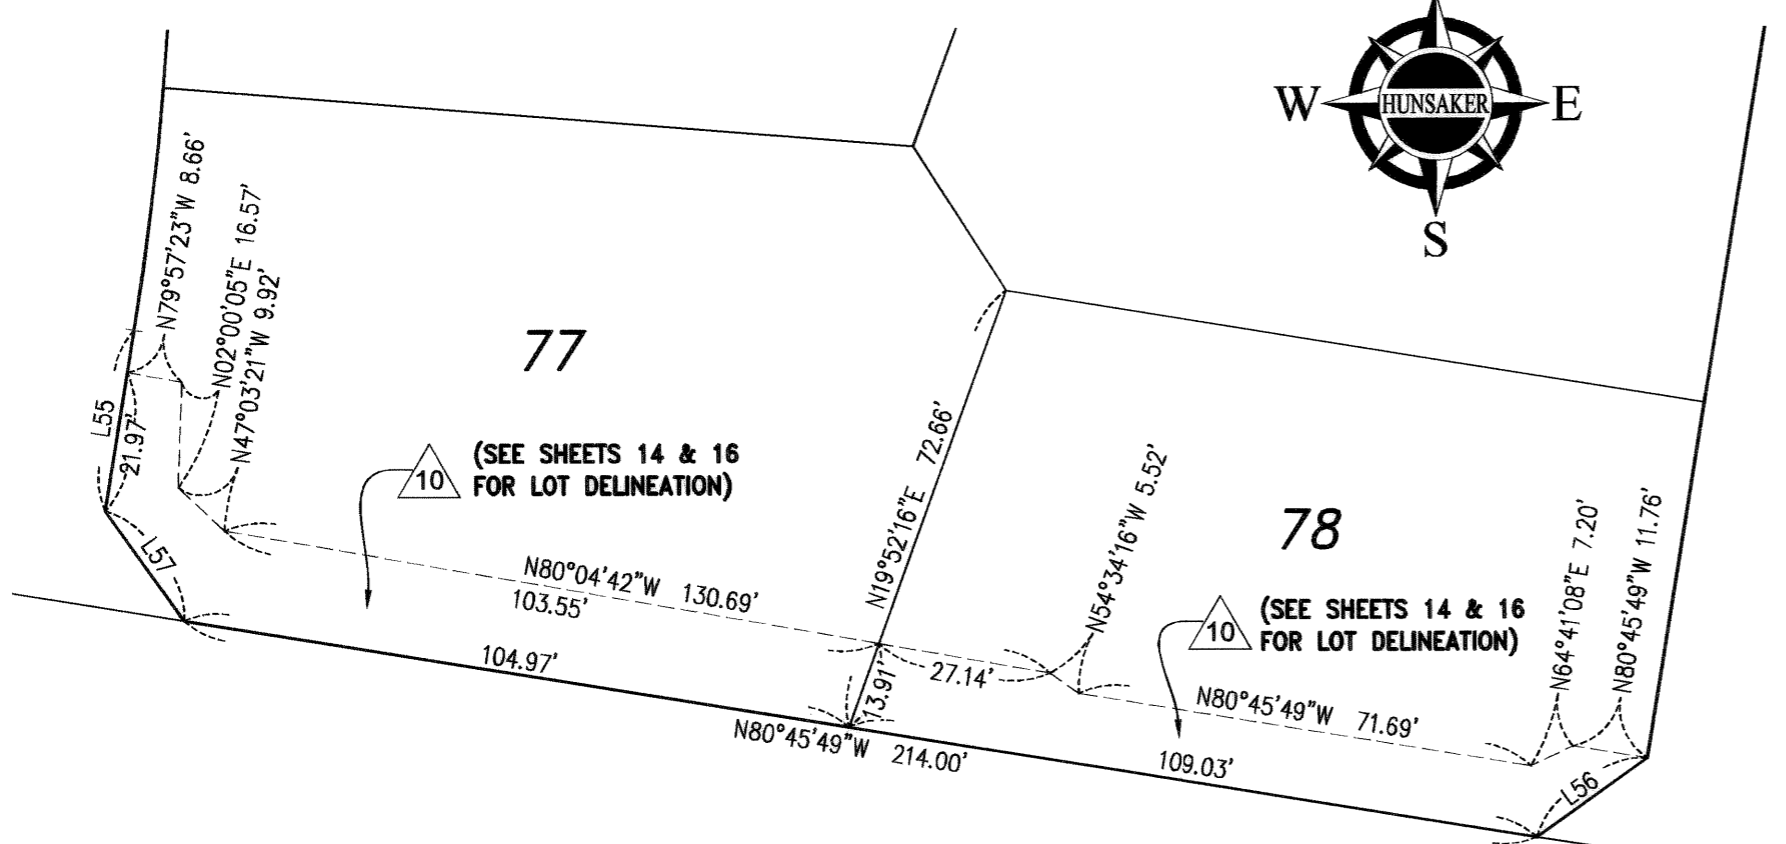 W
HUNSAKER
E
S
N79°57'23"W 8.66'
N02°00'05"E 16.57'
N47°03'21"W 9.92'
77
L55
21.97'
10
(SEE SHEETS 14 & 16
FOR LOT DELINEATION)
N19°52'16"E 72.66'
N54°34'16"W 5.52'
78
N64°41'08"E 7.20'
N80°45'49"W 11.76'
L57
N80°04'42"W 130.69'
103.55'
10
(SEE SHEETS 14 & 16
FOR LOT DELINEATION)
104.97'
13.91'
27.14'
N80°45'49"W 71.69'
N80°45'49"W 214.00'
109.03'
L56